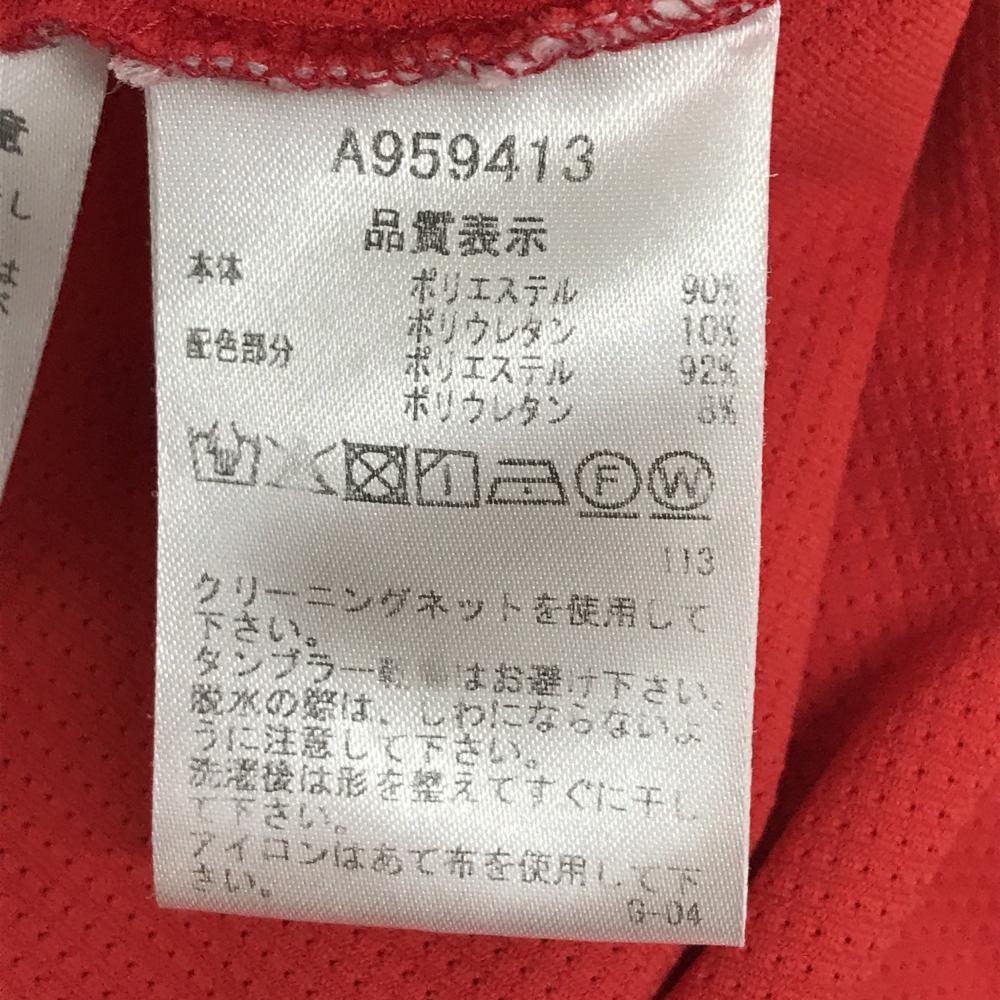 A959413
品質表示
本体 ポリエステル 90%
ポリウレタン 10%
配色部分 ポリエステル 92%
ポリウレタン 8%
F W
113
クリーニングネットを使用して
下さい。
タンブラー乾 はお避け下さい。
脱水の際は、しわにならないよ
うに注意して下さい。
洗濯後は形を整えてすぐに干し
て下さい。
アイロンはあて布を使用して下
さい。
G-04